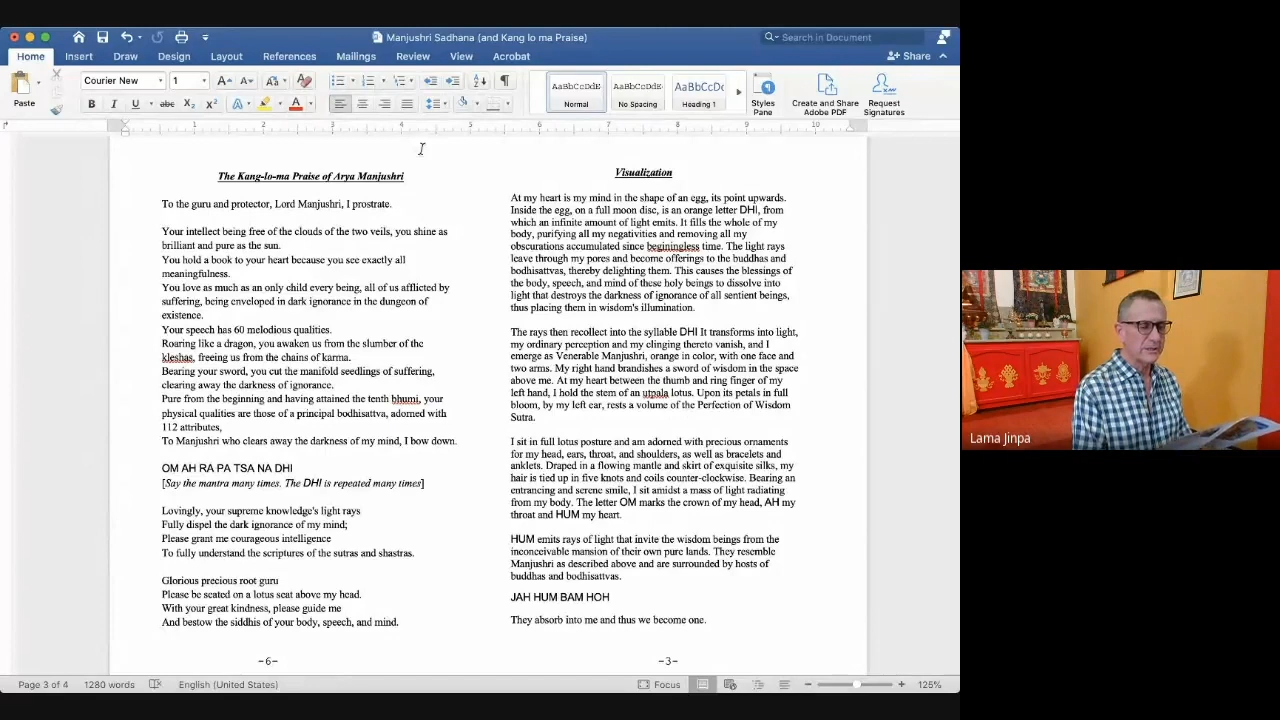 Manjushri Sadhana (and Kang lo ma Praise)
Search in Document
Home Insert Draw Design Layout References Mailings Review View Acrobat
Share
Paste
Courier New
1
AaBbCcDdE
Normal
AaBbCcDdE
No Spacing
AaBbCcDc
Heading 1
Styles
Pane
Create and Share
Adobe PDF
Request
Signatures
1 2 3 4 5 6 7 8 9 10
The Kang-lo-ma Praise of Arya Manjushri
To the guru and protector, Lord Manjushri, I prostrate.
Your intellect being free of the clouds of the two veils, you shine as
brilliant and pure as the sun.
You hold a book to your heart because you see exactly all
meaningfulness.
You love as much as an only child every being, all of us afflicted by
suffering, being enveloped in dark ignorance in the dungeon of
existence.
Your speech has 60 melodious qualities.
Roaring like a dragon, you awaken us from the slumber of the
kleshas, freeing us from the chains of karma.
Bearing your sword, you cut the manifold seedlings of suffering,
clearing away the darkness of ignorance.
Pure from the beginning and having attained the tenth bhumi, your
physical qualities are those of a principal bodhisattva, adorned with
112 attributes,
To Manjushri who clears away the darkness of my mind, I bow down.
OM AH RA PA TSA NA DHI
[Say the mantra many times. The DHI is repeated many times]
Lovingly, your supreme knowledge's light rays
Fully dispel the dark ignorance of my mind;
Please grant me courageous intelligence
To fully understand the scriptures of the sutras and shastras.
Glorious precious root guru
Please be seated on a lotus seat above my head.
With your great kindness, please guide me
And bestow the siddhis of your body, speech, and mind.
-6-
Visualization
At my heart is my mind in the shape of an egg, its point upwards.
Inside the egg, on a full moon disc, is an orange letter DHI, from
which an infinite amount of light emits. It fills the whole of my
body, purifying all my negativities and removing all my
obscurations accumulated since beginingless time. The light rays
leave through my pores and become offerings to the buddhas and
bodhisattvas, thereby delighting them. This causes the blessings of
the body, speech, and mind of these holy beings to dissolve into
light that destroys the darkness of ignorance of all sentient beings,
thus placing them in wisdom's illumination.
The rays then recollect into the syllable DHI It transforms into light,
my ordinary perception and my clinging thereto vanish, and I
emerge as Venerable Manjushri, orange in color, with one face and
two arms. My right hand brandishes a sword of wisdom in the space
above me. At my heart between the thumb and ring finger of my
left hand, I hold the stem of an utpala lotus. Upon its petals in full
bloom, by my left ear, rests a volume of the Perfection of Wisdom
Sutra.
I sit in full lotus posture and am adorned with precious ornaments
for my head, ears, throat, and shoulders, as well as bracelets and
anklets. Draped in a flowing mantle and skirt of exquisite silks, my
hair is tied up in five knots and coils counter-clockwise. Bearing an
entrancing and serene smile, I sit amidst a mass of light radiating
from my body. The letter OM marks the crown of my head, AH my
throat and HUM my heart.
HUM emits rays of light that invite the wisdom beings from the
inconceivable mansion of their own pure lands. They resemble
Manjushri as described above and are surrounded by hosts of
buddhas and bodhisattvas.
JAH HUM BAM HOH
They absorb into me and thus we become one.
-3-
Lama Jinpa
Page 3 of 4 1280 words English (United States) Focus 125%